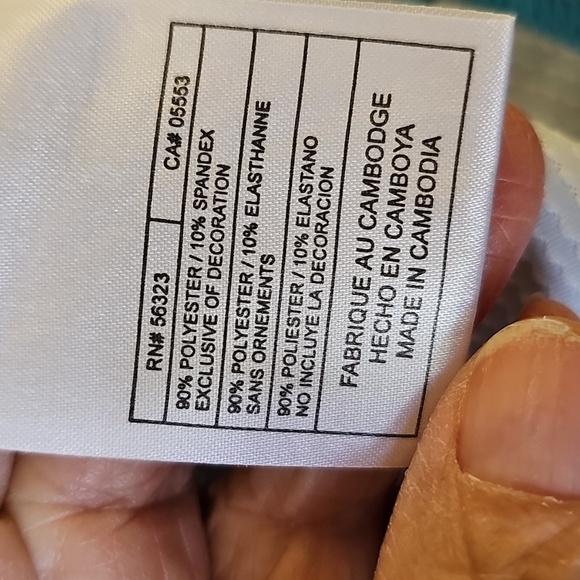 RN# 56323 CA# 05553
90% POLYESTER / 10% SPANDEX
EXCLUSIVE OF DECORATION
90% POLYESTER / 10% ELASTHANNE
SANS ORNEMENTS
90% POLIESTER / 10% ELASTANO
NO INCLUYE LA DECORACION
FABRIQUE AU CAMBODGE
HECHO EN CAMBOYA
MADE IN CAMBODIA